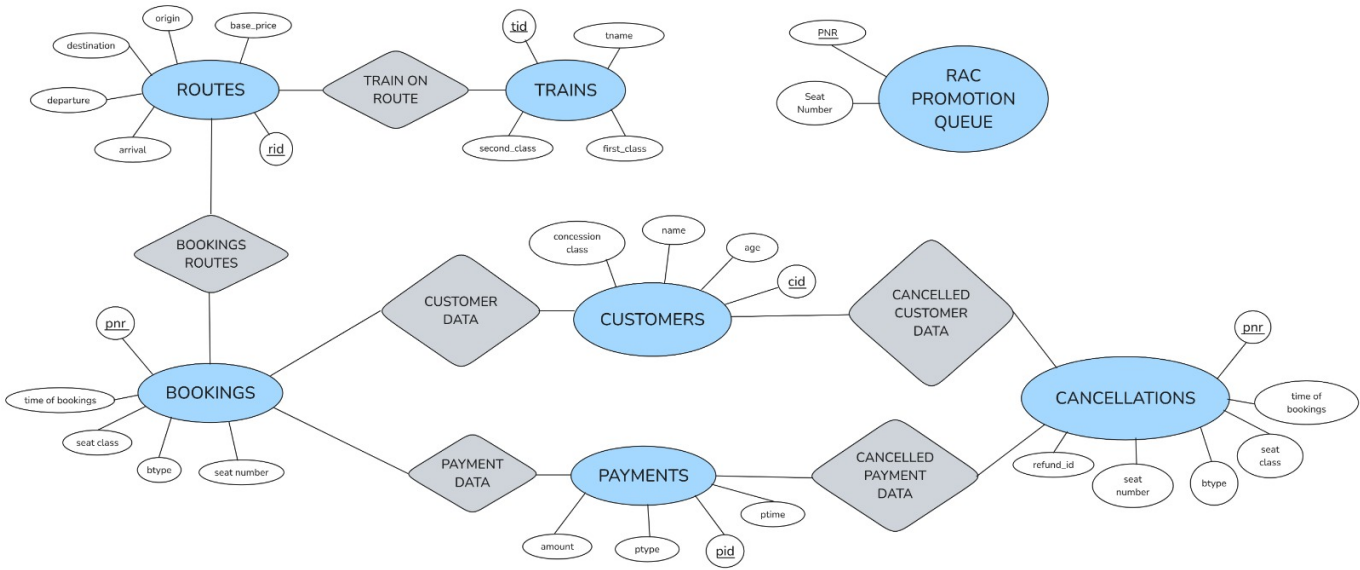 origin
base_price
destination
departure
arrival
rid
ROUTES
TRAIN ON
ROUTE
tid
tname
TRAINS
second_class
first_class
PNR
Seat
Number
RAC
PROMOTION
QUEUE
BOOKINGS
ROUTES
concession
class
name
age
cid
CUSTOMER
DATA
CUSTOMERS
CANCELLED
CUSTOMER
DATA
pnr
BOOKINGS
time of bookings
seat class
btype
seat number
pnr
CANCELLATIONS
time of
bookings
seat
class
btype
seat
number
refund_id
PAYMENT
DATA
PAYMENTS
CANCELLED
PAYMENT
DATA
amount
ptype
pid
ptime